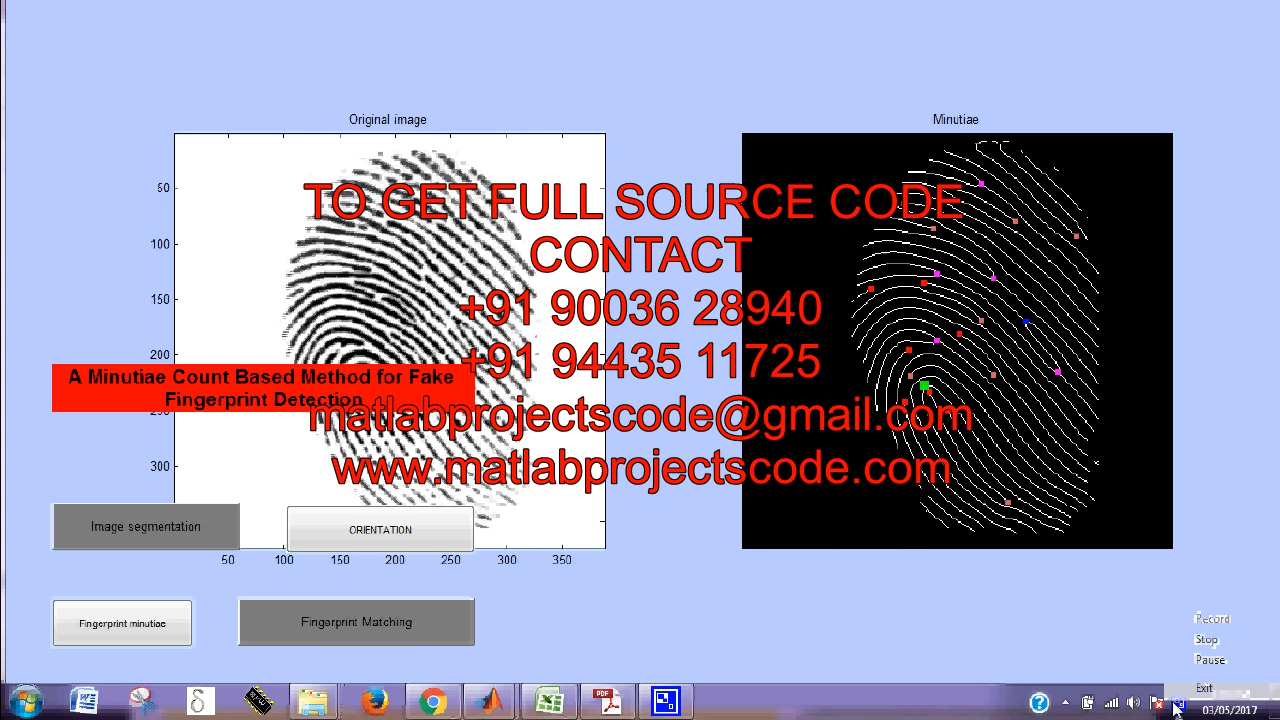 Original image
Minutiae
50
100
150
200
250
300
50
100
150
200
250
300
350
TO GET FULL SOURCE CODE
CONTACT
+91 90036 28940
+91 94435 11725
matlabprojectscode@gmail.com
www.matlabprojectscode.com
A Minutiae Count Based Method for Fake
Fingerprint Detection
Image segmentation
ORIENTATION
Fingerprint minutiae
Fingerprint Matching
Record
Stop
Pause
Exit
PDF
03/05/2017